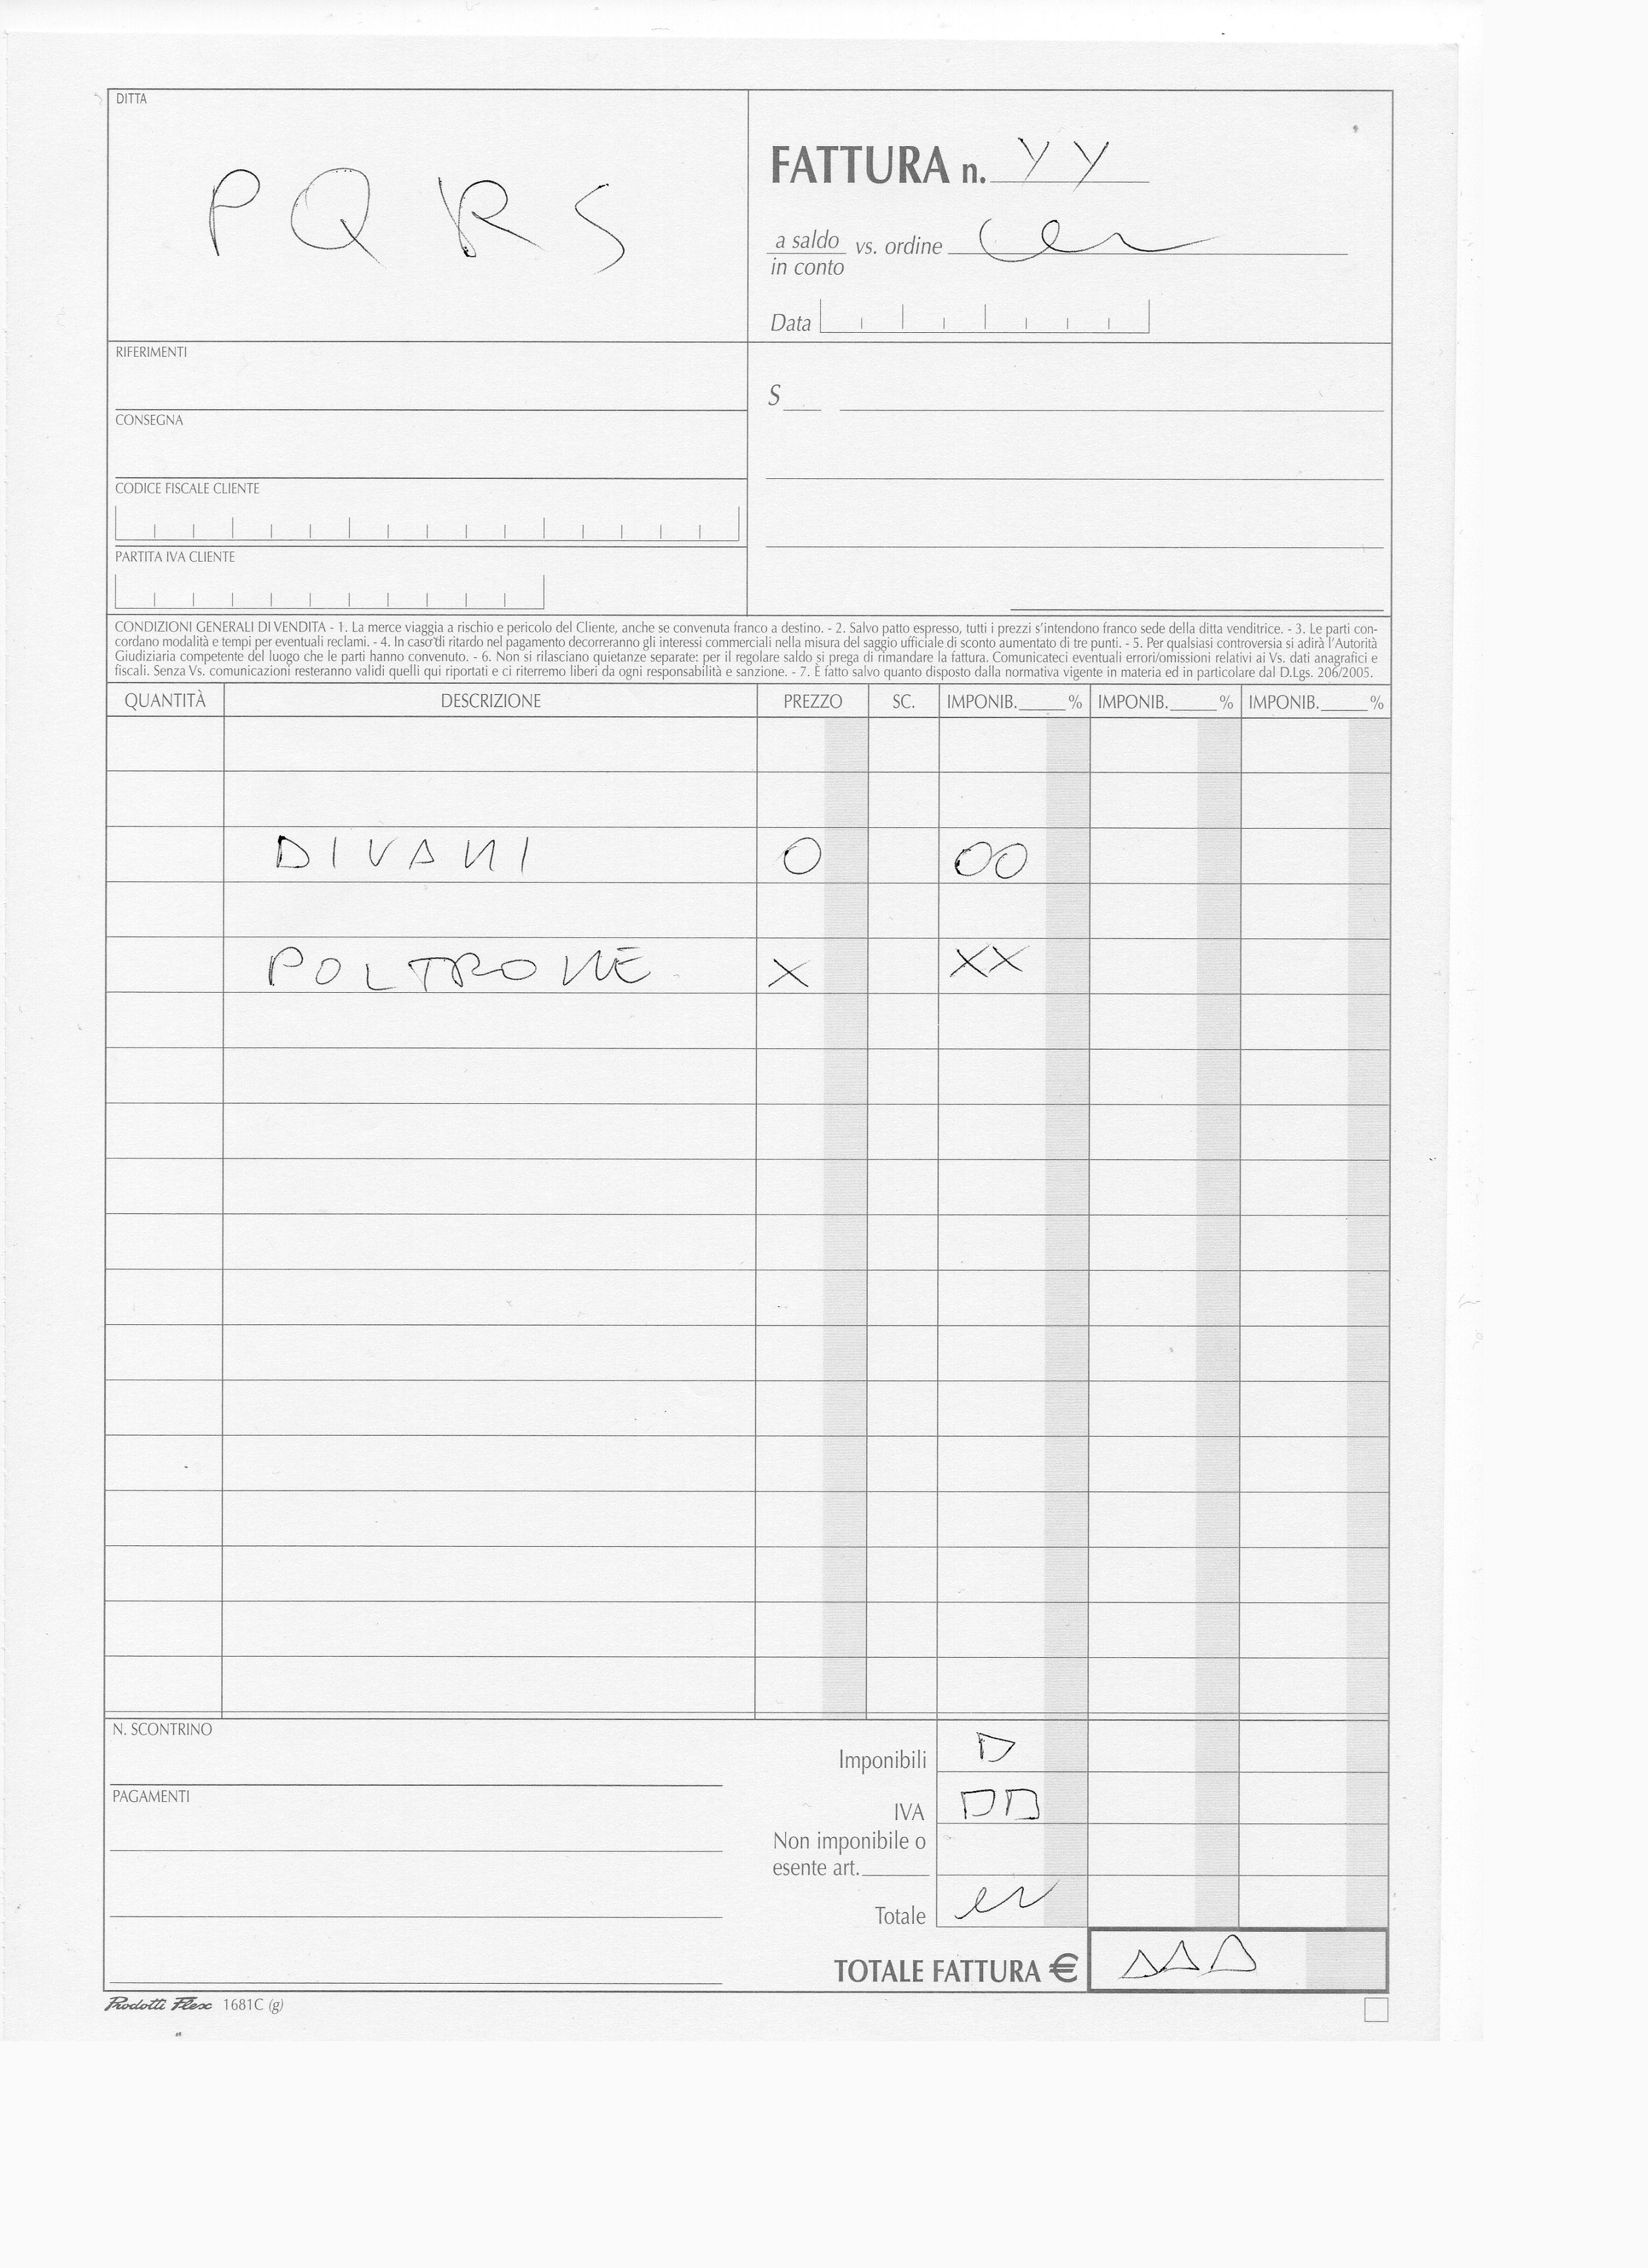 DITTA
P Q R S
FATTURA n. YY
a saldo vs. ordine
in conto
Data
RIFERIMENTI
S
CONSEGNA
CODICE FISCALE CLIENTE
PARTITA IVA CLIENTE
CONDIZIONI GENERALI DI VENDITA - 1. La merce viaggia a rischio e pericolo del Cliente, anche se convenuta franco a destino. - 2. Salvo patto espresso, tutti i prezzi s'intendono franco sede della ditta venditrice. - 3. Le parti con-
cordano modalità e tempi per eventuali reclami. - 4. In caso di ritardo nel pagamento decorreranno gli interessi commerciali nella misura del saggio ufficiale di sconto aumentato di tre punti. - 5. Per qualsiasi controversia si adirà l'Autorità
Giudiziaria competente del luogo che le parti hanno convenuto. - 6. Non si rilasciano quietanze separate: per il regolare saldo si prega di rimandare la fattura. Comunicateci eventuali errori/omissioni relativi ai Vs. dati anagrafici e
fiscali. Senza Vs. comunicazioni resteranno validi quelli qui riportati e ci riterremo liberi da ogni responsabilità e sanzione. - 7. È fatto salvo quanto disposto dalla normativa vigente in materia ed in particolare dal D.Lgs. 206/2005.
QUANTITÀ DESCRIZIONE PREZZO SC. IMPONIB.____% IMPONIB.____% IMPONIB.____%
DIVANI O OO
POLTRONE X XX
N. SCONTRINO
Imponibili D
PAGAMENTI
IVA DD
Non imponibile o
esente art.
Totale
TOTALE FATTURA € ΔΔΔ
Prodotti Flex 1681C (g)